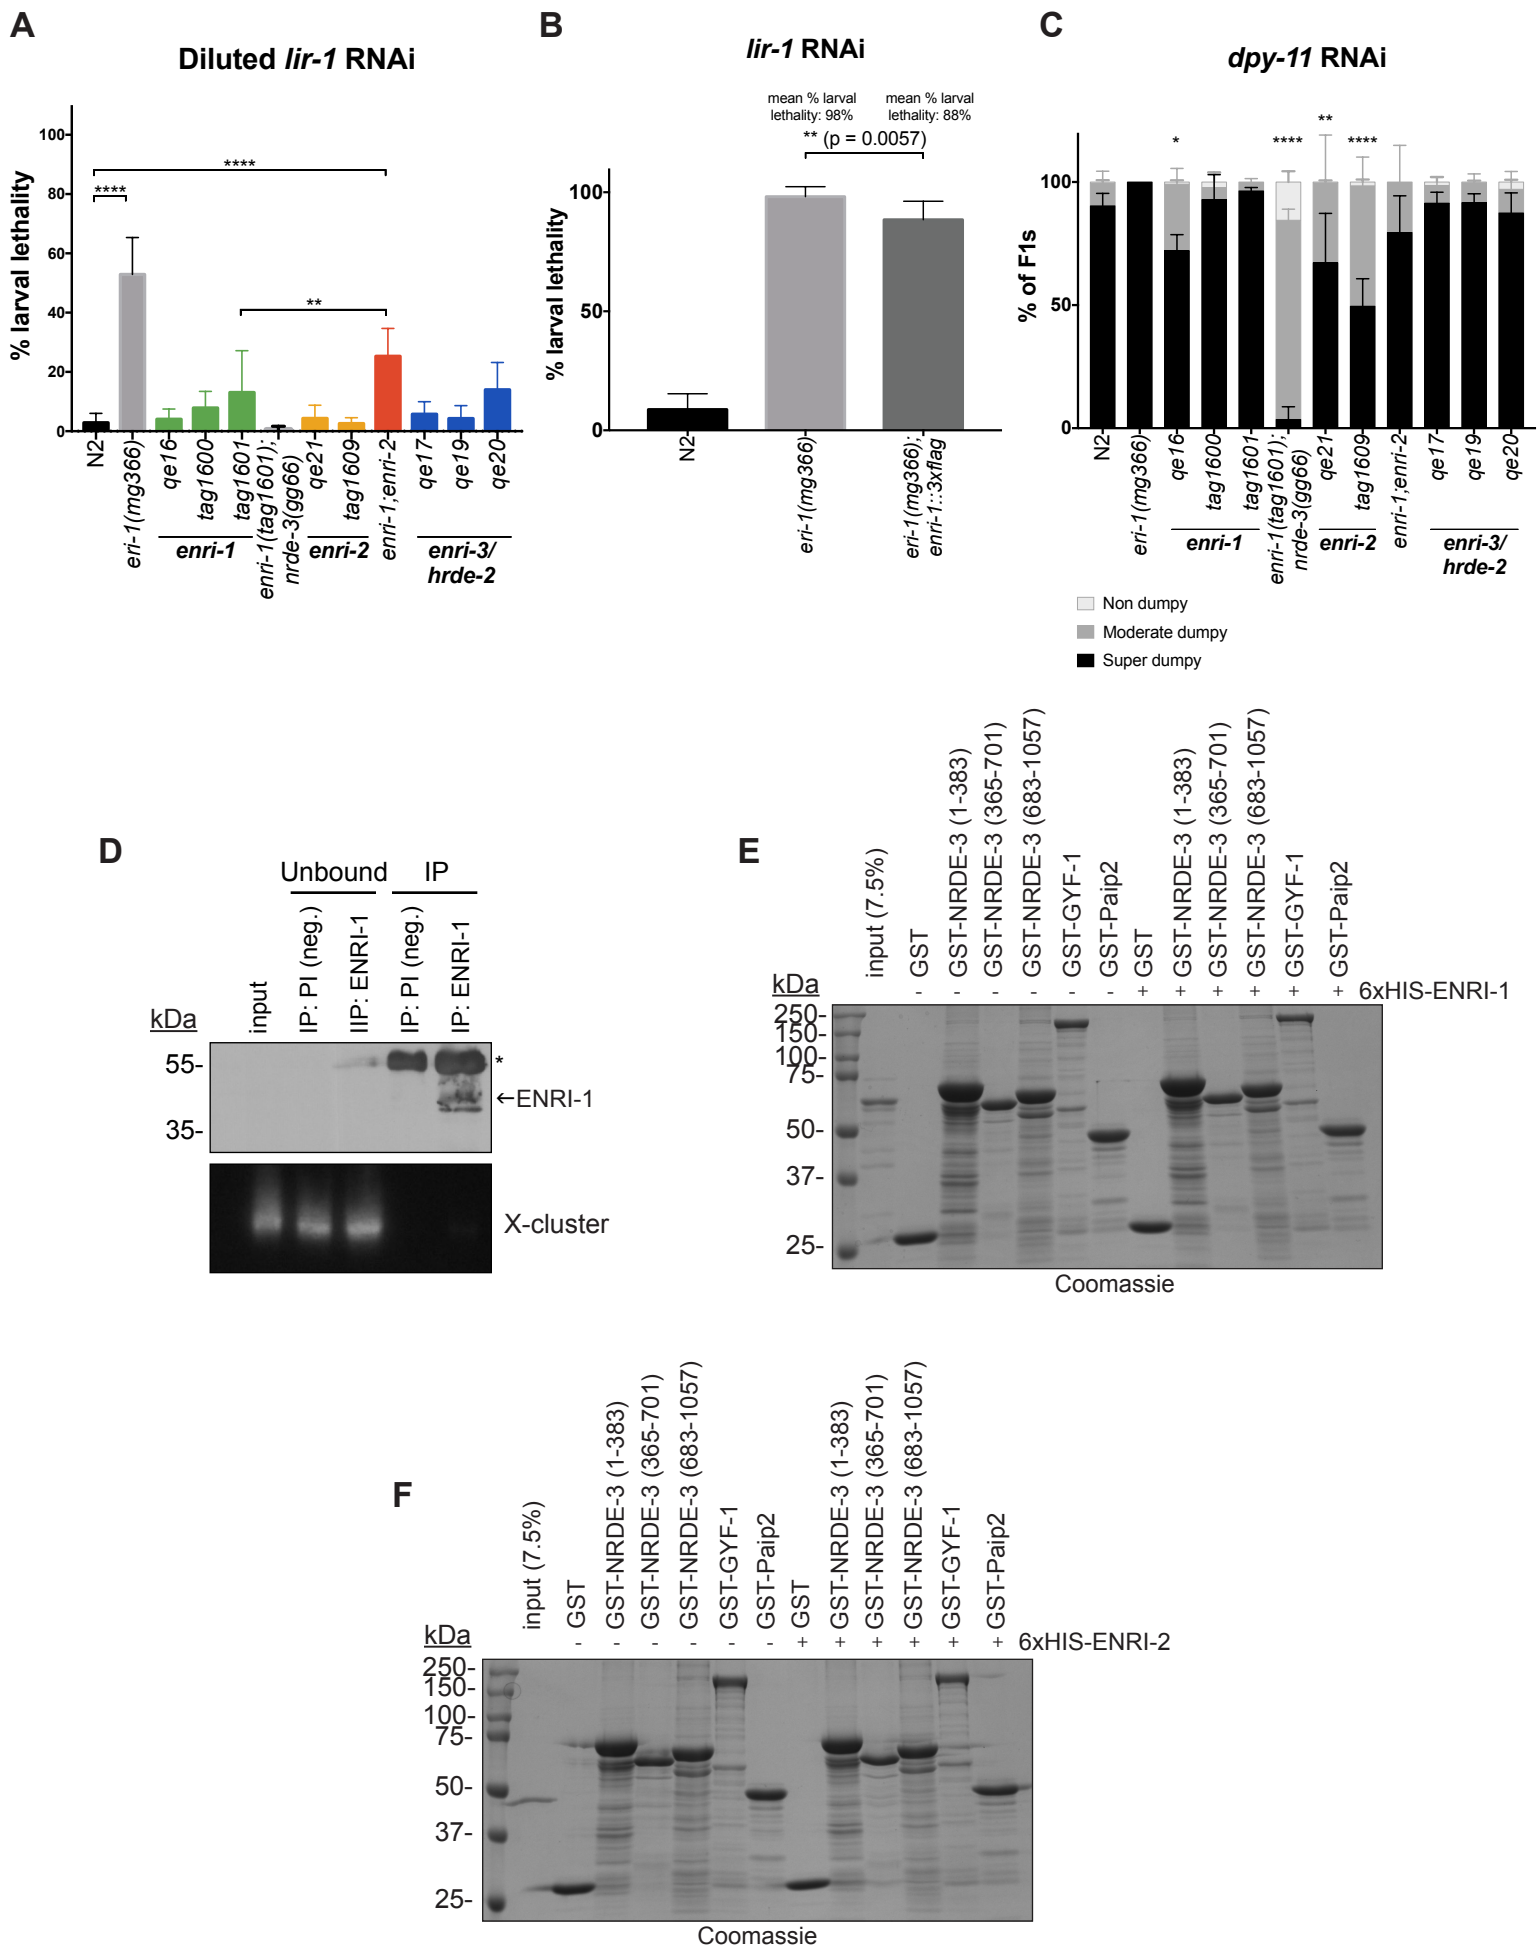 A
Diluted lir-1 RNAi
% larval lethality
100
80
60
40
20
0
****
****
**
N2
eri-1(mg366)
qe16
tag1600
tag1601
enri-1(tag1601);
nrde-3(gg66)
qe21
tag1609
enri-1;enri-2
qe17
qe19
qe20
enri-1
enri-2
enri-3/
hrde-2
B
lir-1 RNAi
mean % larval
lethality: 98%
mean % larval
lethality: 88%
** (p = 0.0057)
% larval lethality
100
50
0
N2
eri-1(mg366)
eri-1(mg366);
enri-1::3xflag
C
dpy-11 RNAi
% of F1s
100
50
0
*
****
**
****
N2
eri-1(mg366)
qe16
tag1600
tag1601
enri-1(tag1601);
nrde-3(gg66)
qe21
tag1609
enri-1;enri-2
qe17
qe19
qe20
enri-1
enri-2
enri-3/
hrde-2
Non dumpy
Moderate dumpy
Super dumpy
D
Unbound
IP
kDa
input
IP: PI (neg.)
IIP: ENRI-1
IP: PI (neg.)
IP: ENRI-1
55-
35-
*
←ENRI-1
X-cluster
E
input (7.5%)
GST
GST-NRDE-3 (1-383)
GST-NRDE-3 (365-701)
GST-NRDE-3 (683-1057)
GST-GYF-1
GST-Paip2
GST
GST-NRDE-3 (1-383)
GST-NRDE-3 (365-701)
GST-NRDE-3 (683-1057)
GST-GYF-1
GST-Paip2
kDa
- - - - - - + + + + + + 6xHIS-ENRI-1
250-
150-
100-
75-
50-
37-
25-
Coomassie
F
input (7.5%)
GST
GST-NRDE-3 (1-383)
GST-NRDE-3 (365-701)
GST-NRDE-3 (683-1057)
GST-GYF-1
GST-Paip2
GST
GST-NRDE-3 (1-383)
GST-NRDE-3 (365-701)
GST-NRDE-3 (683-1057)
GST-GYF-1
GST-Paip2
kDa
- - - - - - + + + + + + 6xHIS-ENRI-2
250-
150-
100-
75-
50-
37-
25-
Coomassie